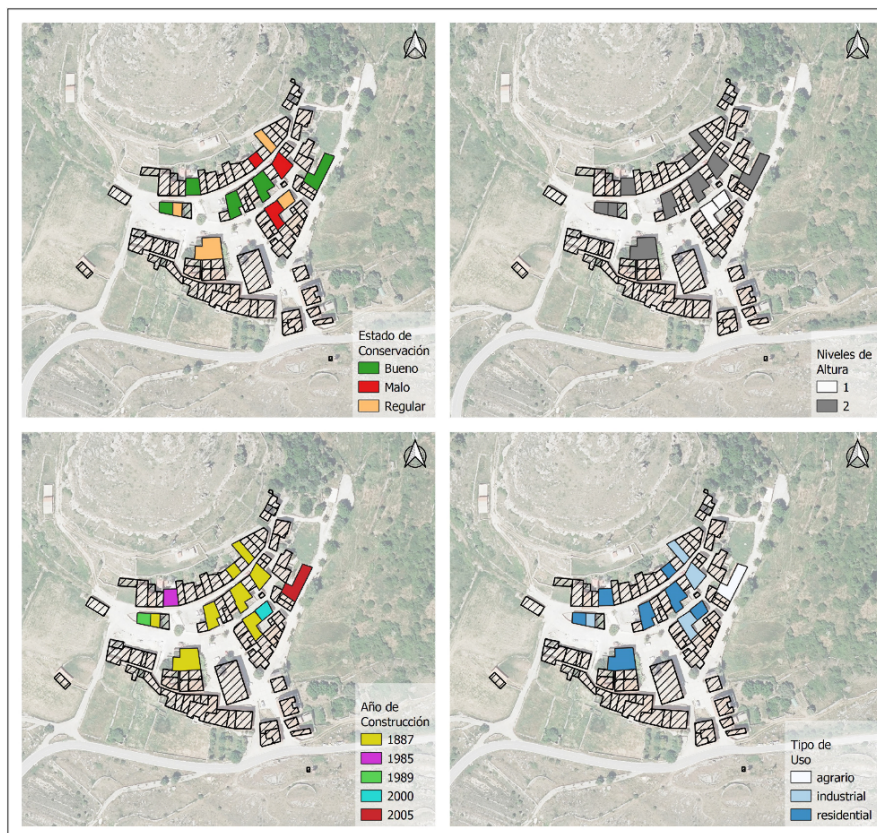 Estado de
Conservación
Bueno
Malo
Regular
Niveles de
Altura
1
2
Año de
Construcción
1887
1985
1989
2000
2005
Tipo de
Uso
agrario
industrial
residential